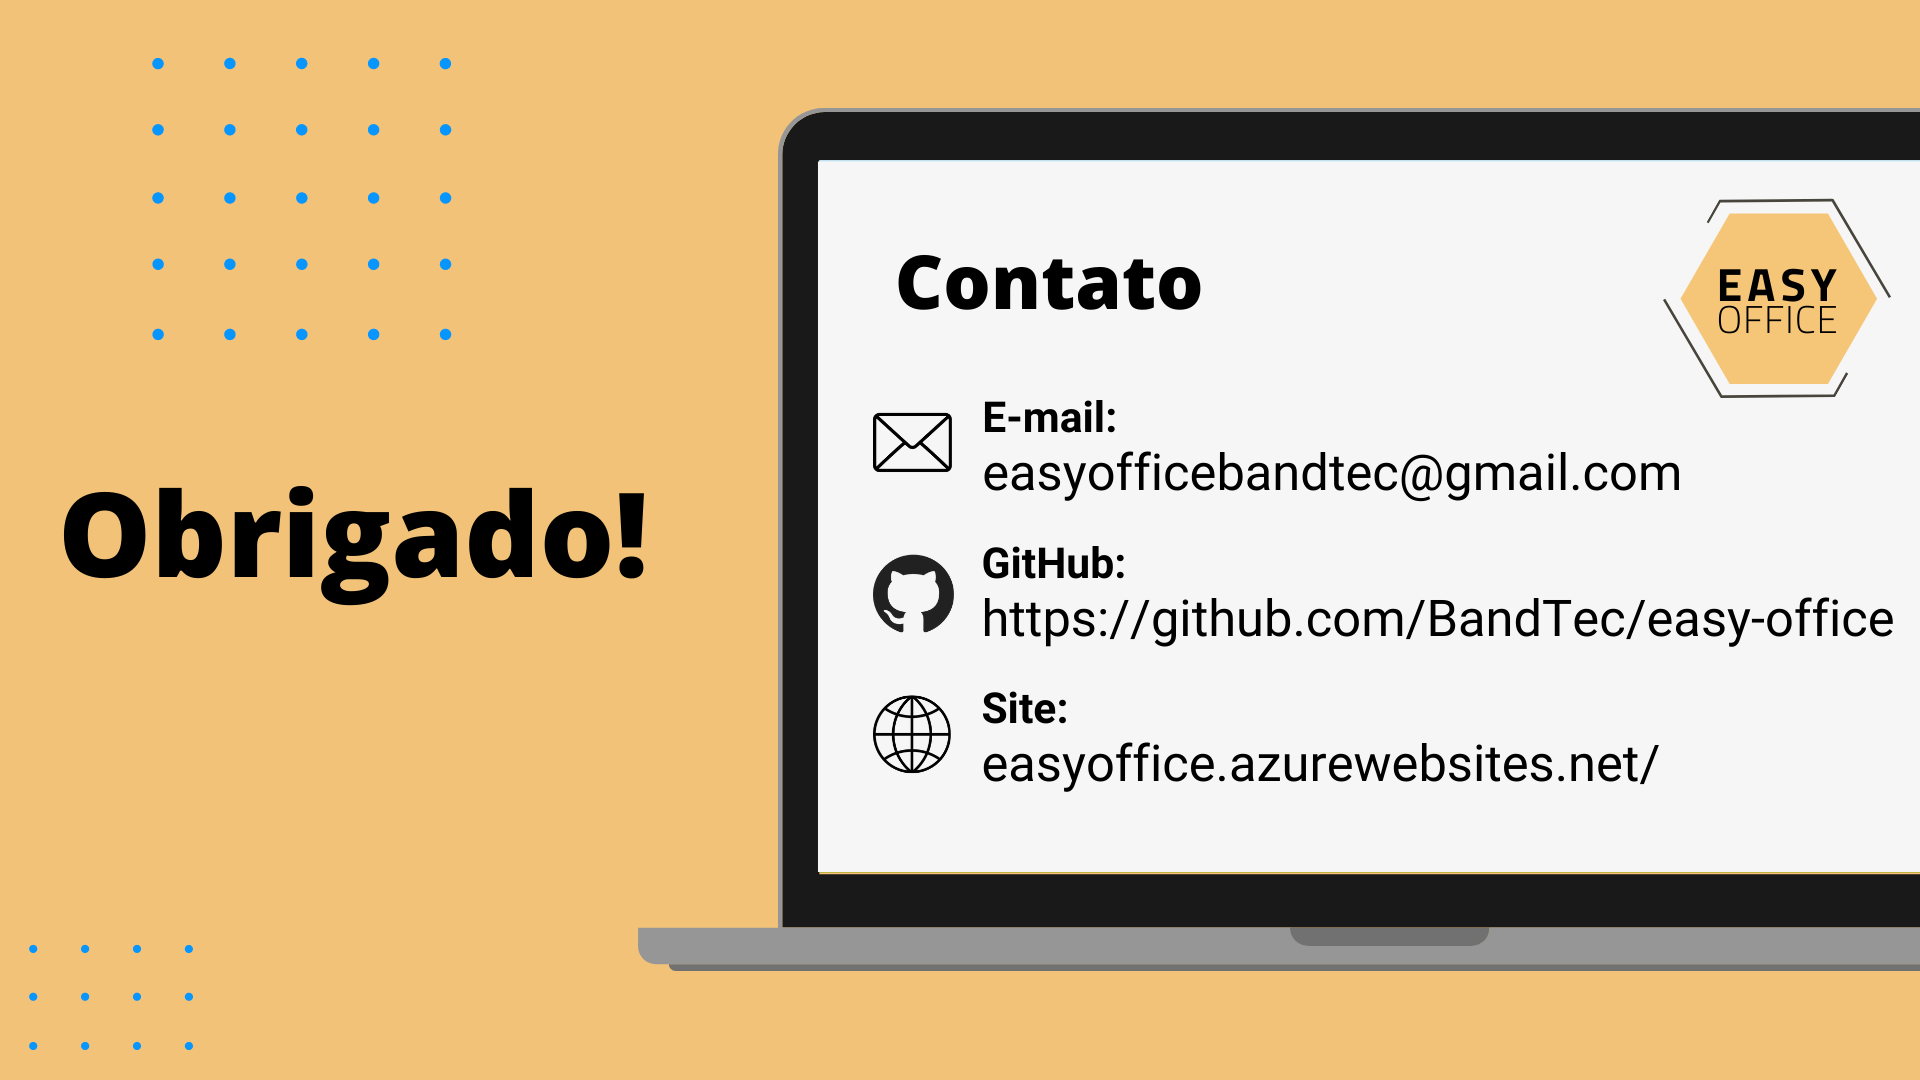 Obrigado!
Contato
EASY
OFFICE
E-mail:
easyofficebandtec@gmail.com
GitHub:
https://github.com/BandTec/easy-office
Site:
easyoffice.azurewebsites.net/